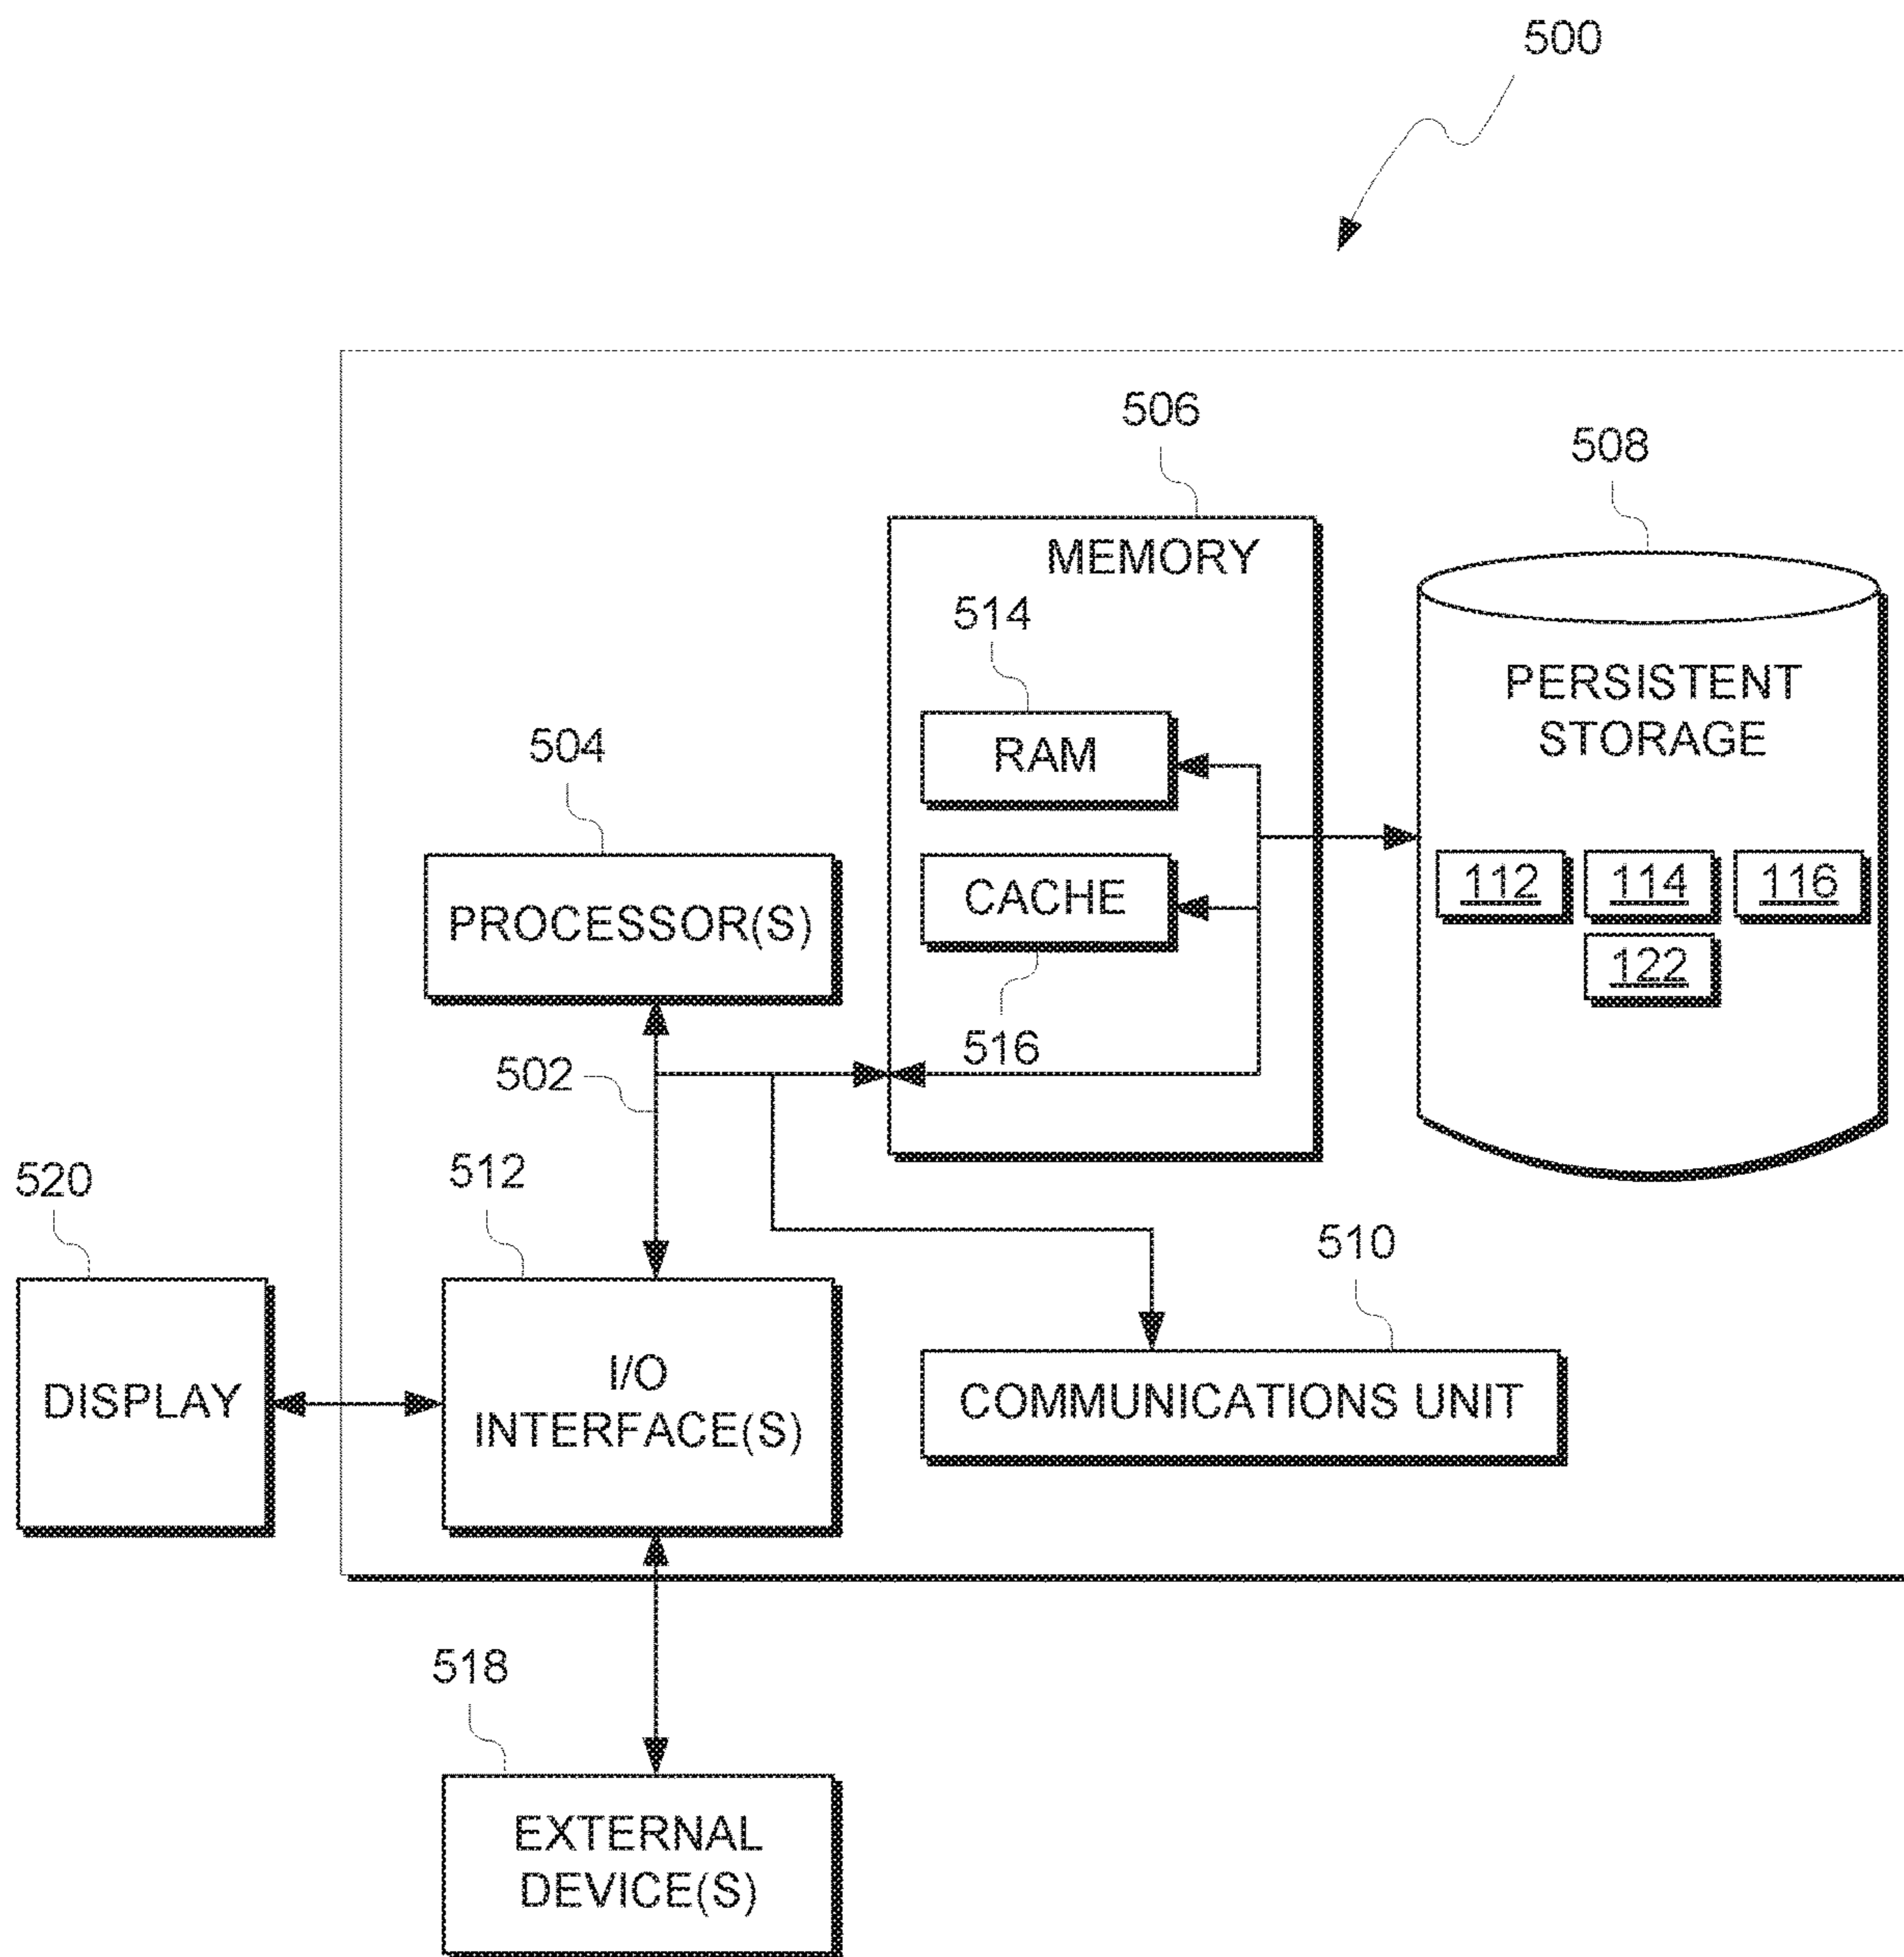 500
506
508
MEMORY
514
PERSISTENT
STORAGE
RAM
504
CACHE
112
114
116
PROCESSOR(S)
122
516
502
520
512
510
I/O
INTERFACE(S)
DISPLAY
COMMUNICATIONS UNIT
518
EXTERNAL
DEVICE(S)